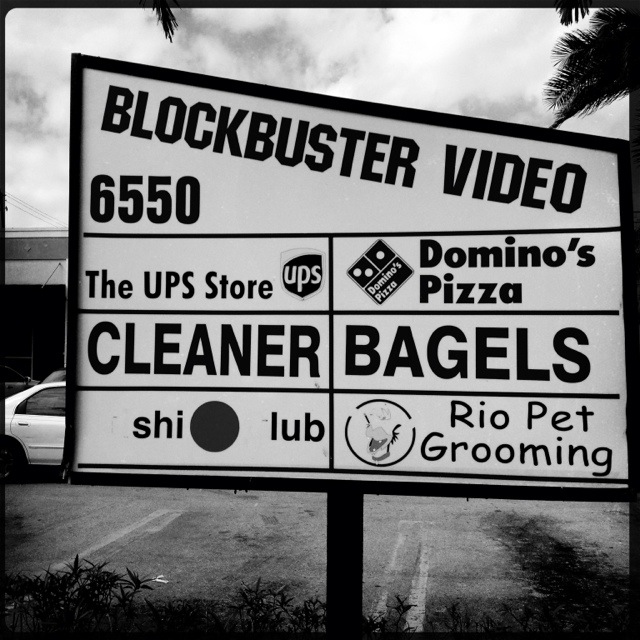 BLOCKBUSTER VIDEO
6550
The UPS Store
ups
Domino's Pizza
Domino's
Pizza
CLEANER
BAGELS
shi lub
Rio Pet
Grooming